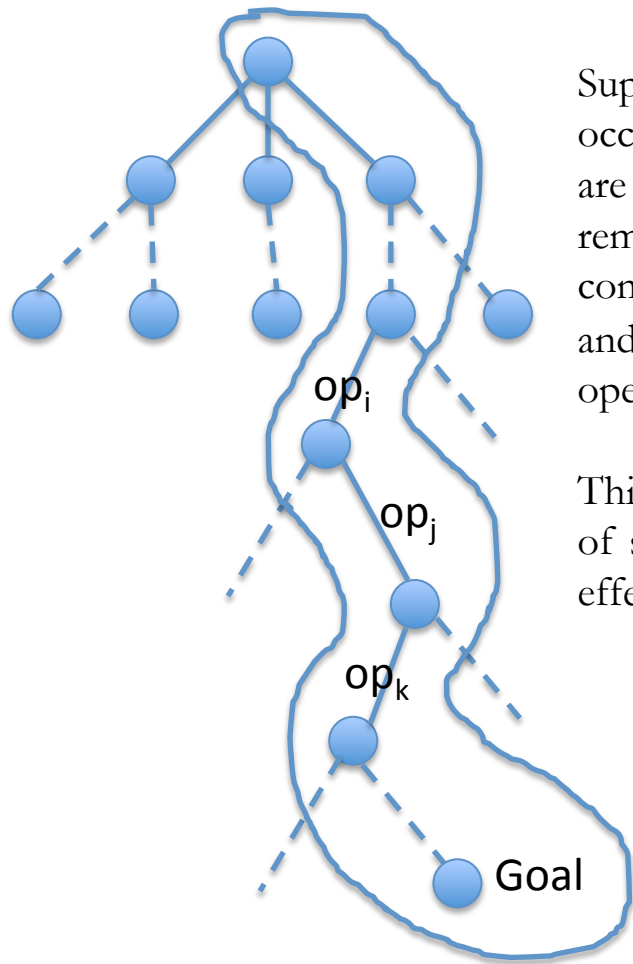 Sup
occ
are
rem
con
and
ope
Thi
of s
effe
opᵢ
opⱼ
opₖ
Goal